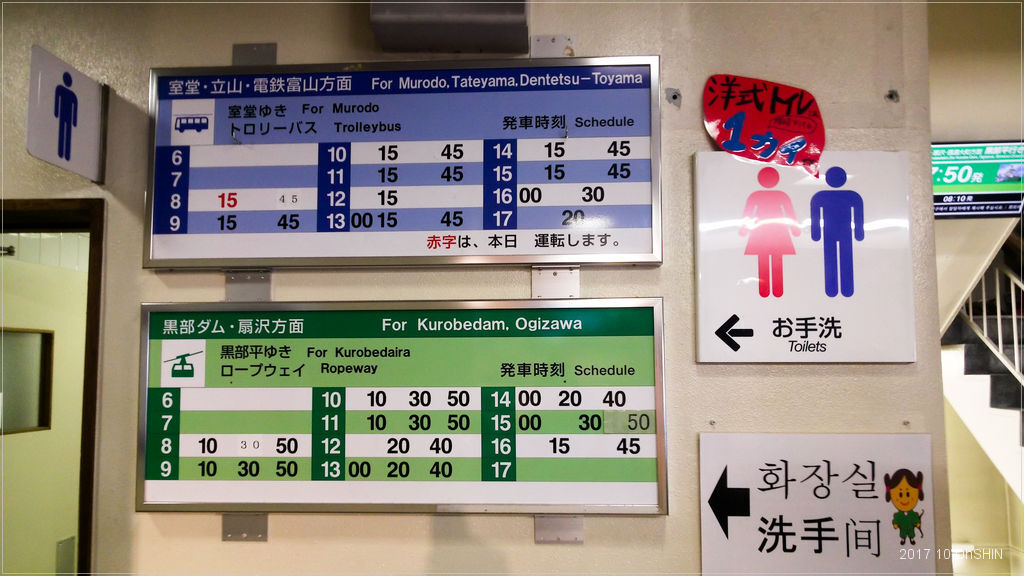 室堂・立山・電鉄富山方面 For Murodo,Tateyama,Dentetsu-Toyama
室堂ゆき For Murodo
トロリーバス Trolleybus
発車時刻 Schedule
6 10 15 45 14 15 45
7 11 15 45 15 15 45
8 15 45 12 15 16 00 30
9 15 45 13 00 15 45 17 20
赤字は、本日 運転します。
黒部ダム・扇沢方面 For Kurobedam, Ogizawa
黒部平ゆき For Kurobedaira
ロープウェイ Ropeway
発車時刻 Schedule
6 10 10 30 50 14 00 20 40
7 11 10 30 50 15 00 30 50
8 10 30 50 12 20 40 16 15 45
9 10 30 50 13 00 20 40 17
洋式トイレ
1カ所
お手洗
Toilets
화장실
洗手间
7:50発
08:10発
2017 10